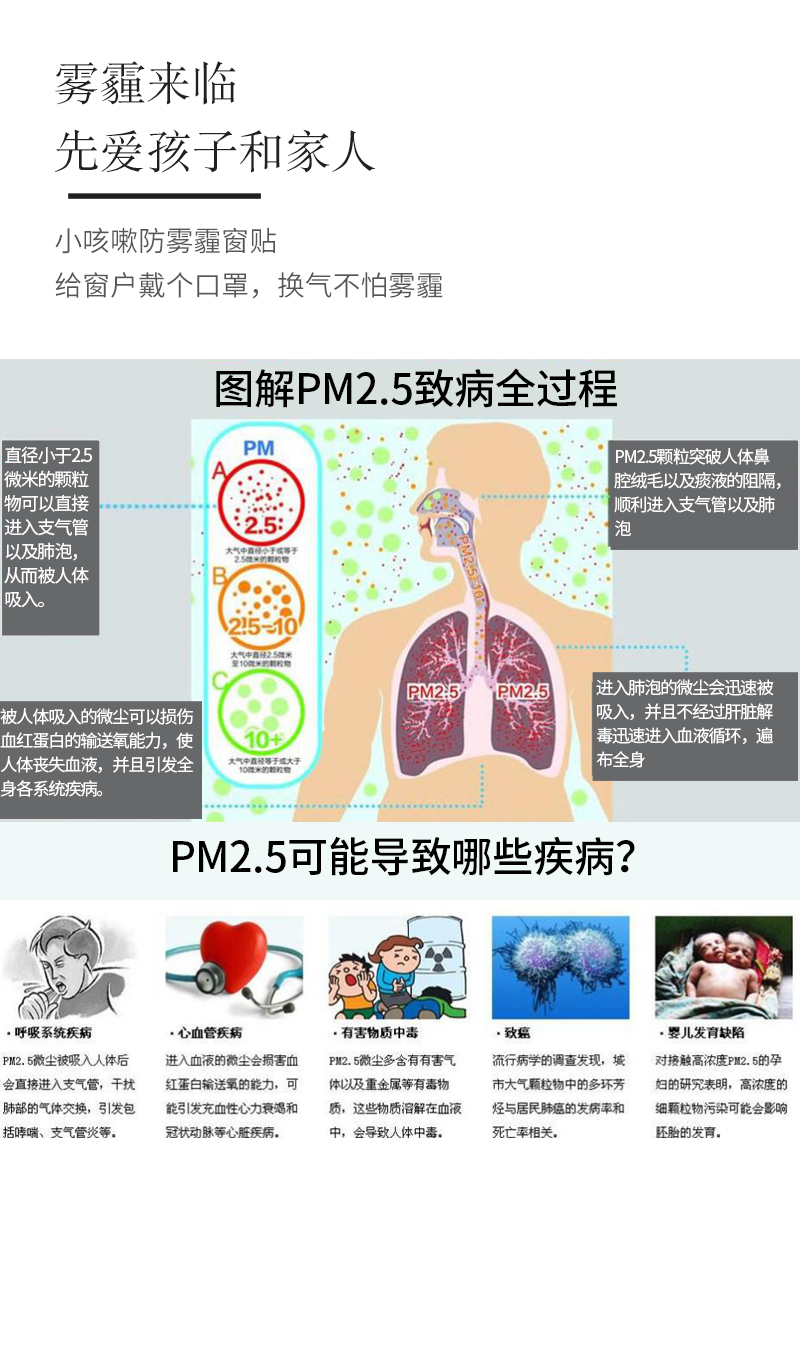 雾霾来临
先爱孩子和家人
小咳嗽防雾霾窗贴
给窗户戴个口罩，换气不怕雾霾
图解PM2.5致病全过程
直径小于2.5
微米的颗粒
物可以直接
进入支气管
以及肺泡，
从而被人体
吸入。
PM
A
2.5
大气中直径小于或等于
2.5微米的颗粒物
B
2.5-10
大气中直径2.5微米
至10微米的颗粒物
C
10+
大气中直径等于或大于
10微米的颗粒物
PM2.5-10
PM2.5
PM2.5
PM2.5颗粒突破人体鼻
腔绒毛以及痰液的阻隔，
顺利进入支气管以及肺
泡
进入肺泡的微尘会迅速被
吸入，并且不经过肝脏解
毒迅速进入血液循环，遍
布全身
被人体吸入的微尘可以损伤
血红蛋白的输送氧能力，使
人体丧失血液，并且引发全
身各系统疾病。
PM2.5可能导致哪些疾病？
·呼吸系统疾病
PM2.5微尘被吸入人体后
会直接进入支气管，干扰
肺部的气体交换，引发包
括哮喘、支气管炎等。
·心血管疾病
进入血液的微尘会损害血
红蛋白输送氧的能力，可
能引发充血性心力衰竭和
冠状动脉等心脏疾病。
·有害物质中毒
PM2.5微尘多含有有害气
体以及重金属等有毒物
质，这些物质溶解在血液
中，会导致人体中毒。
·致癌
流行病学的调查发现，城
市大气颗粒物中的多环芳
烃与居民肺癌的发病率和
死亡率相关。
·婴儿发育缺陷
对接触高浓度PM2.5的孕
妇的研究表明，高浓度的
细颗粒物污染可能会影响
胚胎的发育。